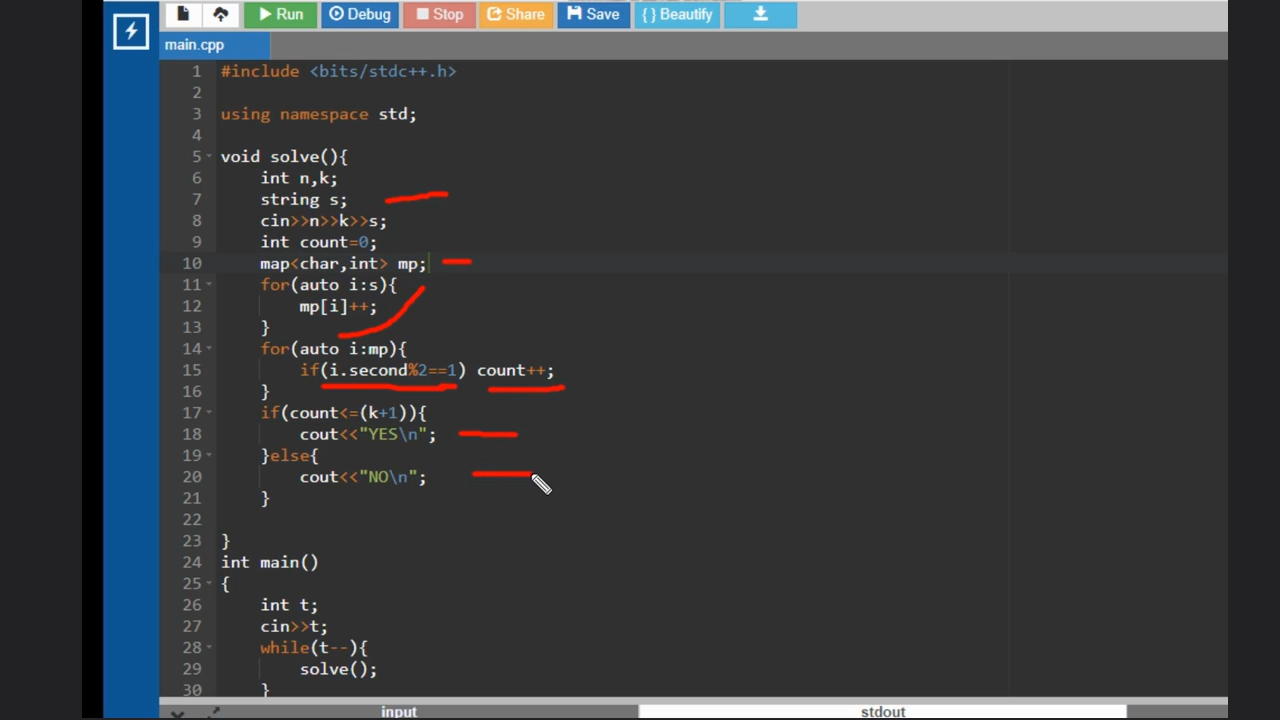 Run Debug Stop Share Save { } Beautify
main.cpp
1 #include <bits/stdc++.h>
2
3 using namespace std;
4
5 void solve(){
6 int n,k;
7 string s;
8 cin>>n>>k>>s;
9 int count=0;
10 map<char,int> mp;
11 for(auto i:s){
12 mp[i]++;
13 }
14 for(auto i:mp){
15 if(i.second%2==1) count++;
16 }
17 if(count<=(k+1)){
18 cout<<"YES\n";
19 }else{
20 cout<<"NO\n";
21 }
22
23 }
24 int main()
25 {
26 int t;
27 cin>>t;
28 while(t--){
29 solve();
30 }
input stdout